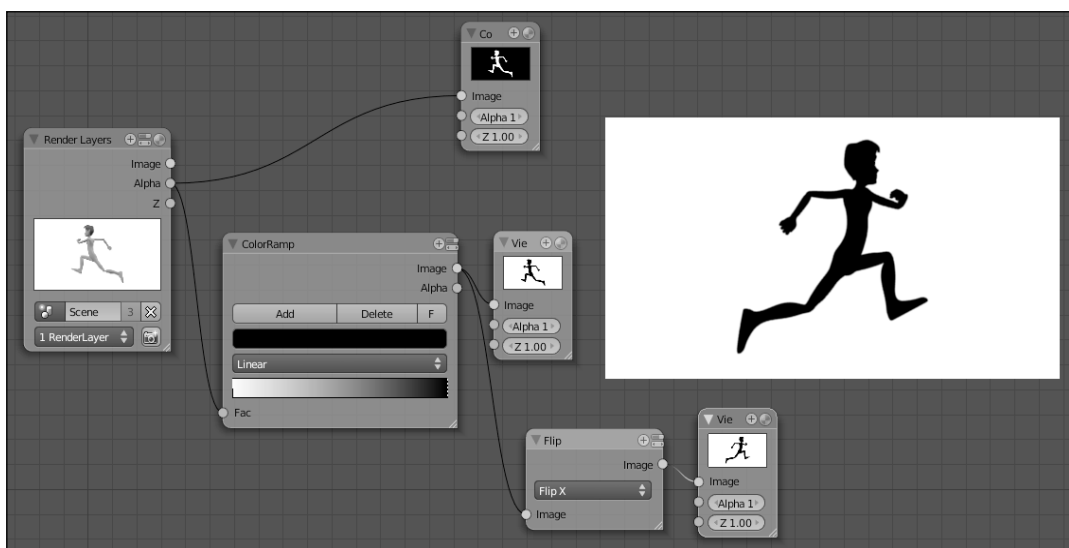 Co
Image
Alpha 1
Z 1.00
Render Layers
Image
Alpha
Z
Scene 3
1 RenderLayer
ColorRamp
Image
Alpha
Add Delete F
Linear
Fac
Vie
Image
Alpha 1
Z 1.00
Flip
Image
Flip X
Image
Vie
Image
Alpha 1
Z 1.00